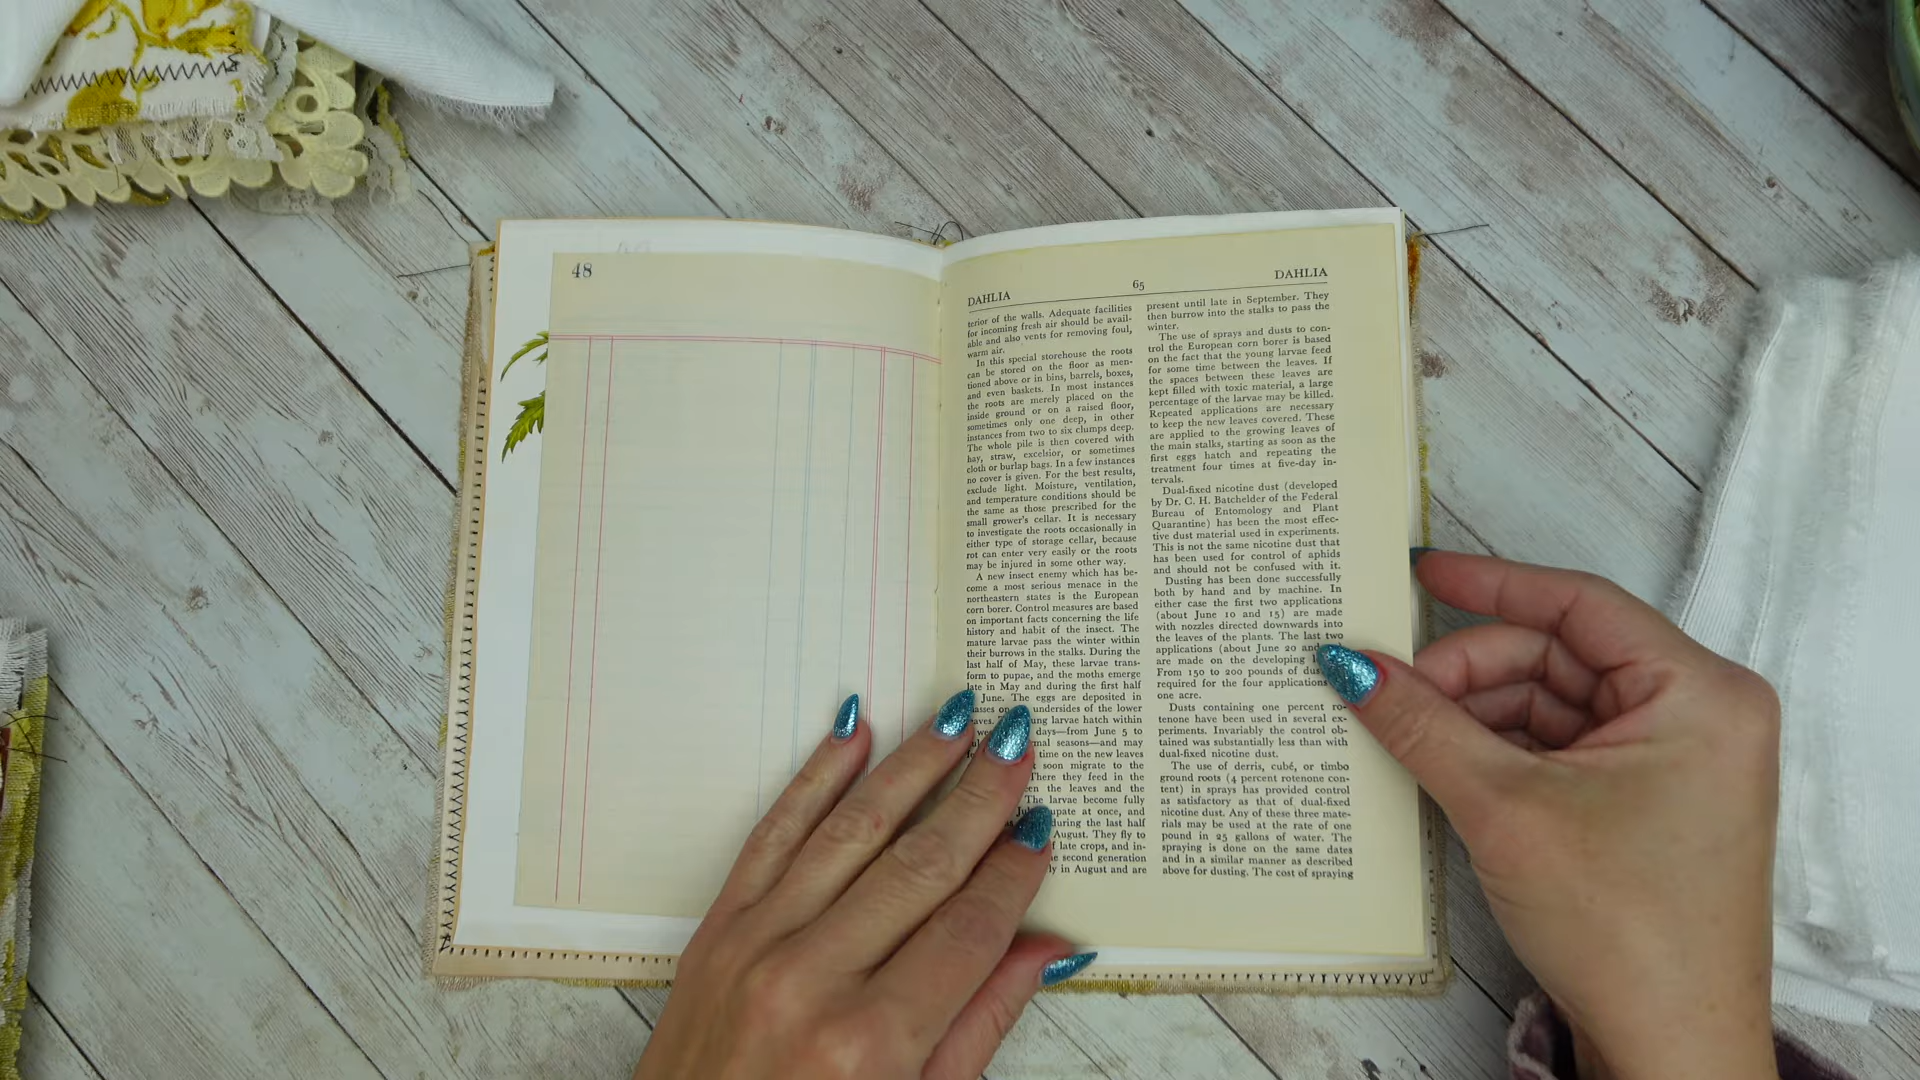 48
DAHLIA 65 DAHLIA
terior of the walls. Adequate facilities
for incoming fresh air should be avail-
able and also vents for removing foul,
warm air.
In this special storehouse the roots
can be stored on the floor as men-
tioned above or in bins, barrels, boxes,
and even baskets. In most instances
the roots are merely placed on the
inside ground or on a raised floor,
sometimes only one deep, in other
instances from two to six clumps deep.
The whole pile is then covered with
hay, straw, excelsior, or sometimes
cloth or burlap bags. In a few instances
no cover is given. For the best results,
exclude light. Moisture, ventilation,
and temperature conditions should be
the same as those prescribed for the
small grower's cellar. It is necessary
to investigate the roots occasionally in
either type of storage cellar, because
rot can enter very easily or the roots
may be injured in some other way.
A new insect enemy which has be-
come a most serious menace in the
northeastern states is the European
corn borer. Control measures are based
on important facts concerning the life
history and habit of the insect. The
mature larvae pass the winter within
their burrows in the stalks. During the
last half of May, these larvae trans-
form to pupae, and the moths emerge
late in May and during the first half
June. The eggs are deposited in
undersides of the lower
larvae hatch within
days—from June 5 to
seasons—and may
time on the new leaves
soon migrate to the
There they feed in the
the leaves and the
The larvae become fully
at once, and
during the last half
August. They fly to
late crops, and in-
second generation
in August and are
present until late in September. They
then burrow into the stalks to pass the
winter.
The use of sprays and dusts to con-
trol the European corn borer is based
on the fact that the young larvae feed
for some time between the leaves. If
the spaces between these leaves are
kept filled with toxic material, a large
percentage of the larvae may be killed.
Repeated applications are necessary
to keep the new leaves covered. These
are applied to the growing leaves of
the main stalks, starting as soon as the
first eggs hatch and repeating the
treatment four times at five-day in-
tervals.
Dual-fixed nicotine dust (developed
by Dr. C. H. Batchelder of the Federal
Bureau of Entomology and Plant
Quarantine) has been the most effec-
tive dust material used in experiments.
This is not the same nicotine dust that
has been used for control of aphids
and should not be confused with it.
Dusting has been done successfully
both by hand and by machine. In
either case the first two applications
(about June 10 and 15) are made
with nozzles directed downwards into
the leaves of the plants. The last two
applications (about June 20 and
are made on the developing
From 150 to 200 pounds of
required for the four applications
one acre.
Dusts containing one percent ro-
tenone have been used in several ex-
periments. Invariably the control ob-
tained was substantially less than with
dual-fixed nicotine dust.
The use of derris, cubé, or timbo
ground roots (4 percent rotenone con-
tent) in sprays has provided control
as satisfactory as that of dual-fixed
nicotine dust. Any of these three mate-
rials may be used at the rate of one
pound in 25 gallons of water. The
spraying is done on the same dates
and in a similar manner as described
above for dusting. The cost of spraying